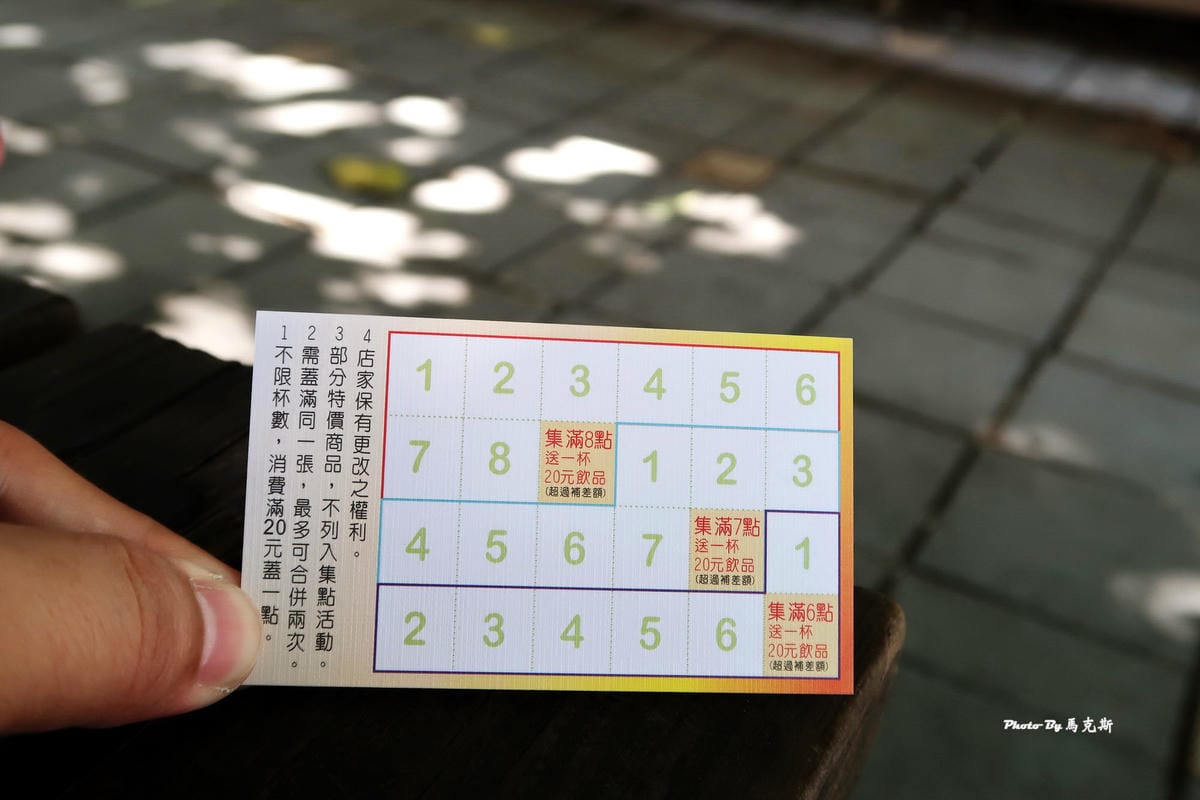 1不限杯數，消費滿20元蓋一點。
2需蓋滿同一張，最多可合併兩次。
3部分特價商品，不列入集點活動。
4店家保有更改之權利。
1 2 3 4 5 6
7 8
集滿8點
送一杯
20元飲品
(超過補差額)
1 2 3
4 5 6 7
集滿7點
送一杯
20元飲品
(超過補差額)
1
2 3 4 5 6
集滿6點
送一杯
20元飲品
(超過補差額)
Photo By 馬克斯